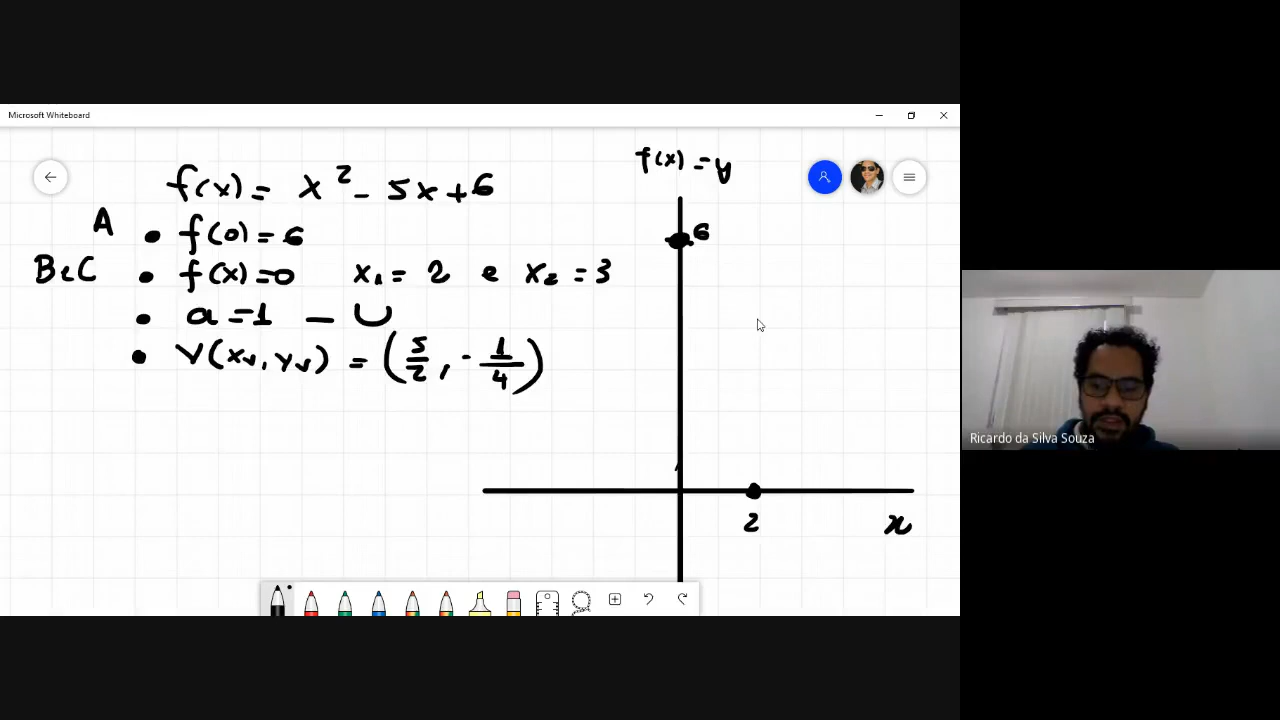 Microsoft Whiteboard
f(x) = x² - 5x + 6
A • f(0) = 6
B e C • f(x) = 0 x₁ = 2 e x₂ = 3
• a = 1 — ∪
• V(xᵥ, yᵥ) = (5/2, -1/4)
f(x) = y
6
2
x
Ricardo da Silva Souza